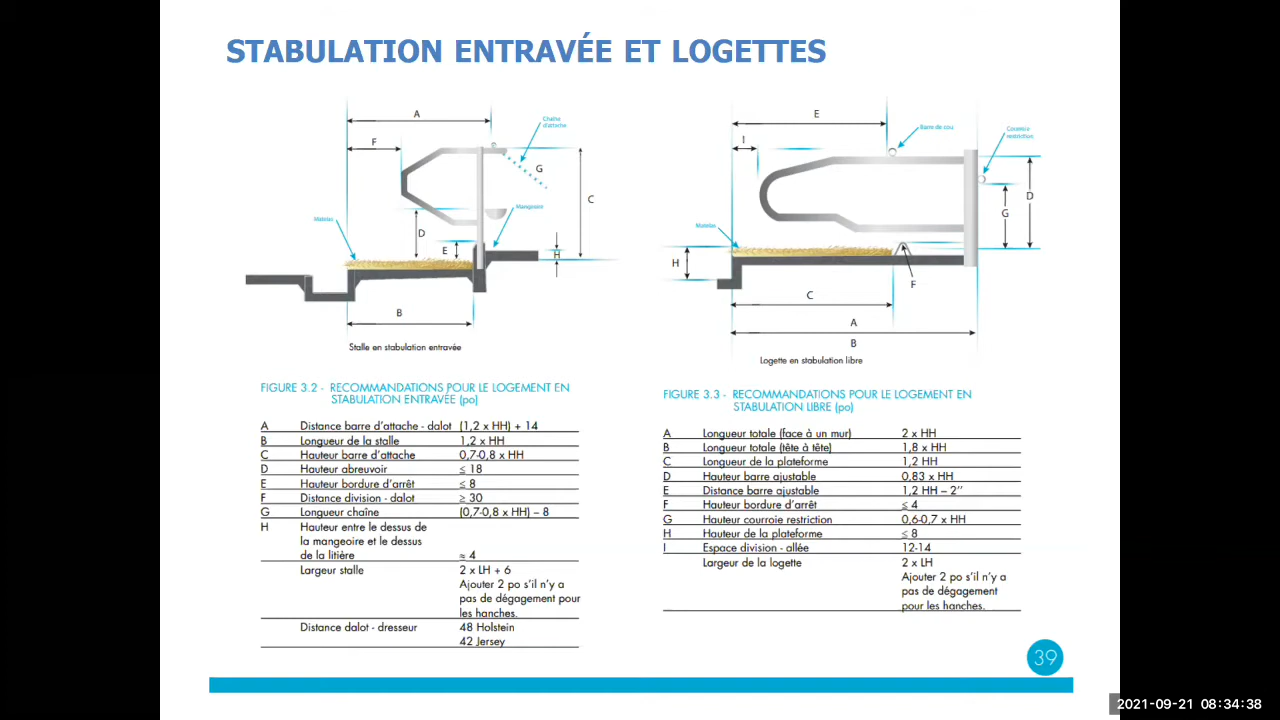 STABULATION ENTRAVÉE ET LOGETTES
A
Chaîne
d'attache
F
G
C
Mangeoire
Matelas
D
E
H
B
Stalle en stabulation entravée
E
Barre de cou
Courroie
restriction
I
D
G
Matelas
H
F
C
A
B
Logette en stabulation libre
FIGURE 3.2 - RECOMMANDATIONS POUR LE LOGEMENT EN
STABULATION ENTRAVÉE (po)
A Distance barre d'attache - dalot (1,2 x HH) + 14
B Longueur de la stalle 1,2 x HH
C Hauteur barre d'attache 0,7-0,8 x HH
D Hauteur abreuvoir ≤ 18
E Hauteur bordure d'arrêt ≤ 8
F Distance division - dalot ≥ 30
G Longueur chaîne (0,7-0,8 x HH) – 8
H Hauteur entre le dessus de
la mangeoire et le dessus
de la litière ≈ 4
Largeur stalle 2 x LH + 6
Ajouter 2 po s'il n'y a
pas de dégagement pour
les hanches.
Distance dalot - dresseur 48 Holstein
42 Jersey
FIGURE 3.3 - RECOMMANDATIONS POUR LE LOGEMENT EN
STABULATION LIBRE (po)
A Longueur totale (face à un mur) 2 x HH
B Longueur totale (tête à tête) 1,8 x HH
C Longueur de la plateforme 1,2 HH
D Hauteur barre ajustable 0,83 x HH
E Distance barre ajustable 1,2 HH – 2’’
F Hauteur bordure d'arrêt ≤ 4
G Hauteur courroie restriction 0,6-0,7 x HH
H Hauteur de la plateforme ≤ 8
I Espace division - allée 12-14
Largeur de la logette 2 x LH
Ajouter 2 po s'il n'y a
pas de dégagement
pour les hanches.
39
2021-09-21 08:34:38